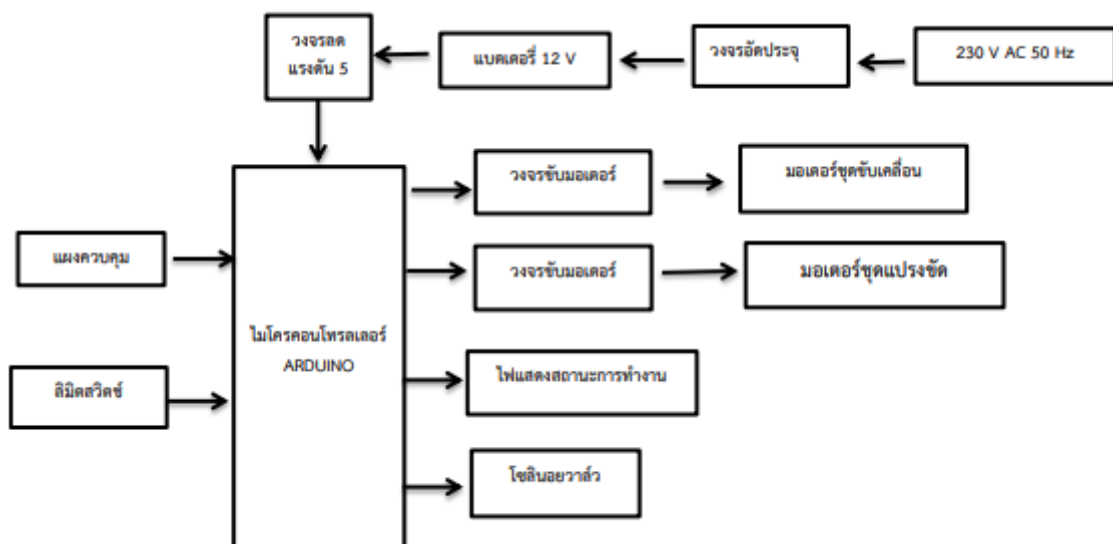 วงจรลด
แรงดัน 5
แบตเตอรี่ 12 V
วงจรอัดประจุ
230 V AC 50 Hz
วงจรขับมอเตอร์
มอเตอร์ชุดขับเคลื่อน
แผงควบคุม
วงจรขับมอเตอร์
มอเตอร์ชุดแปรงขัด
ไมโครคอนโทรลเลอร์
ARDUINO
ลิมิตสวิตช์
ไฟแสดงสถานะการทำงาน
โซลินอยวาล์ว